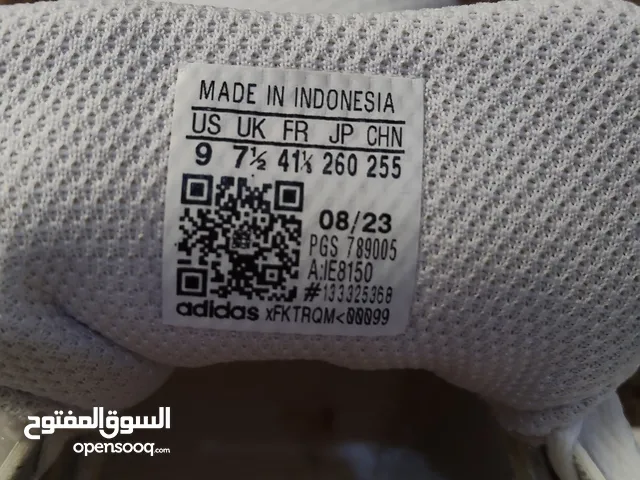 MADE IN INDONESIA
US UK FR JP CHN
9 7½ 41⅓ 260 255
08/23
PGS 789005
A:IE8150
#133325368
adidas xFKTRQM<00099
السوق المفتوح
opensooq.com